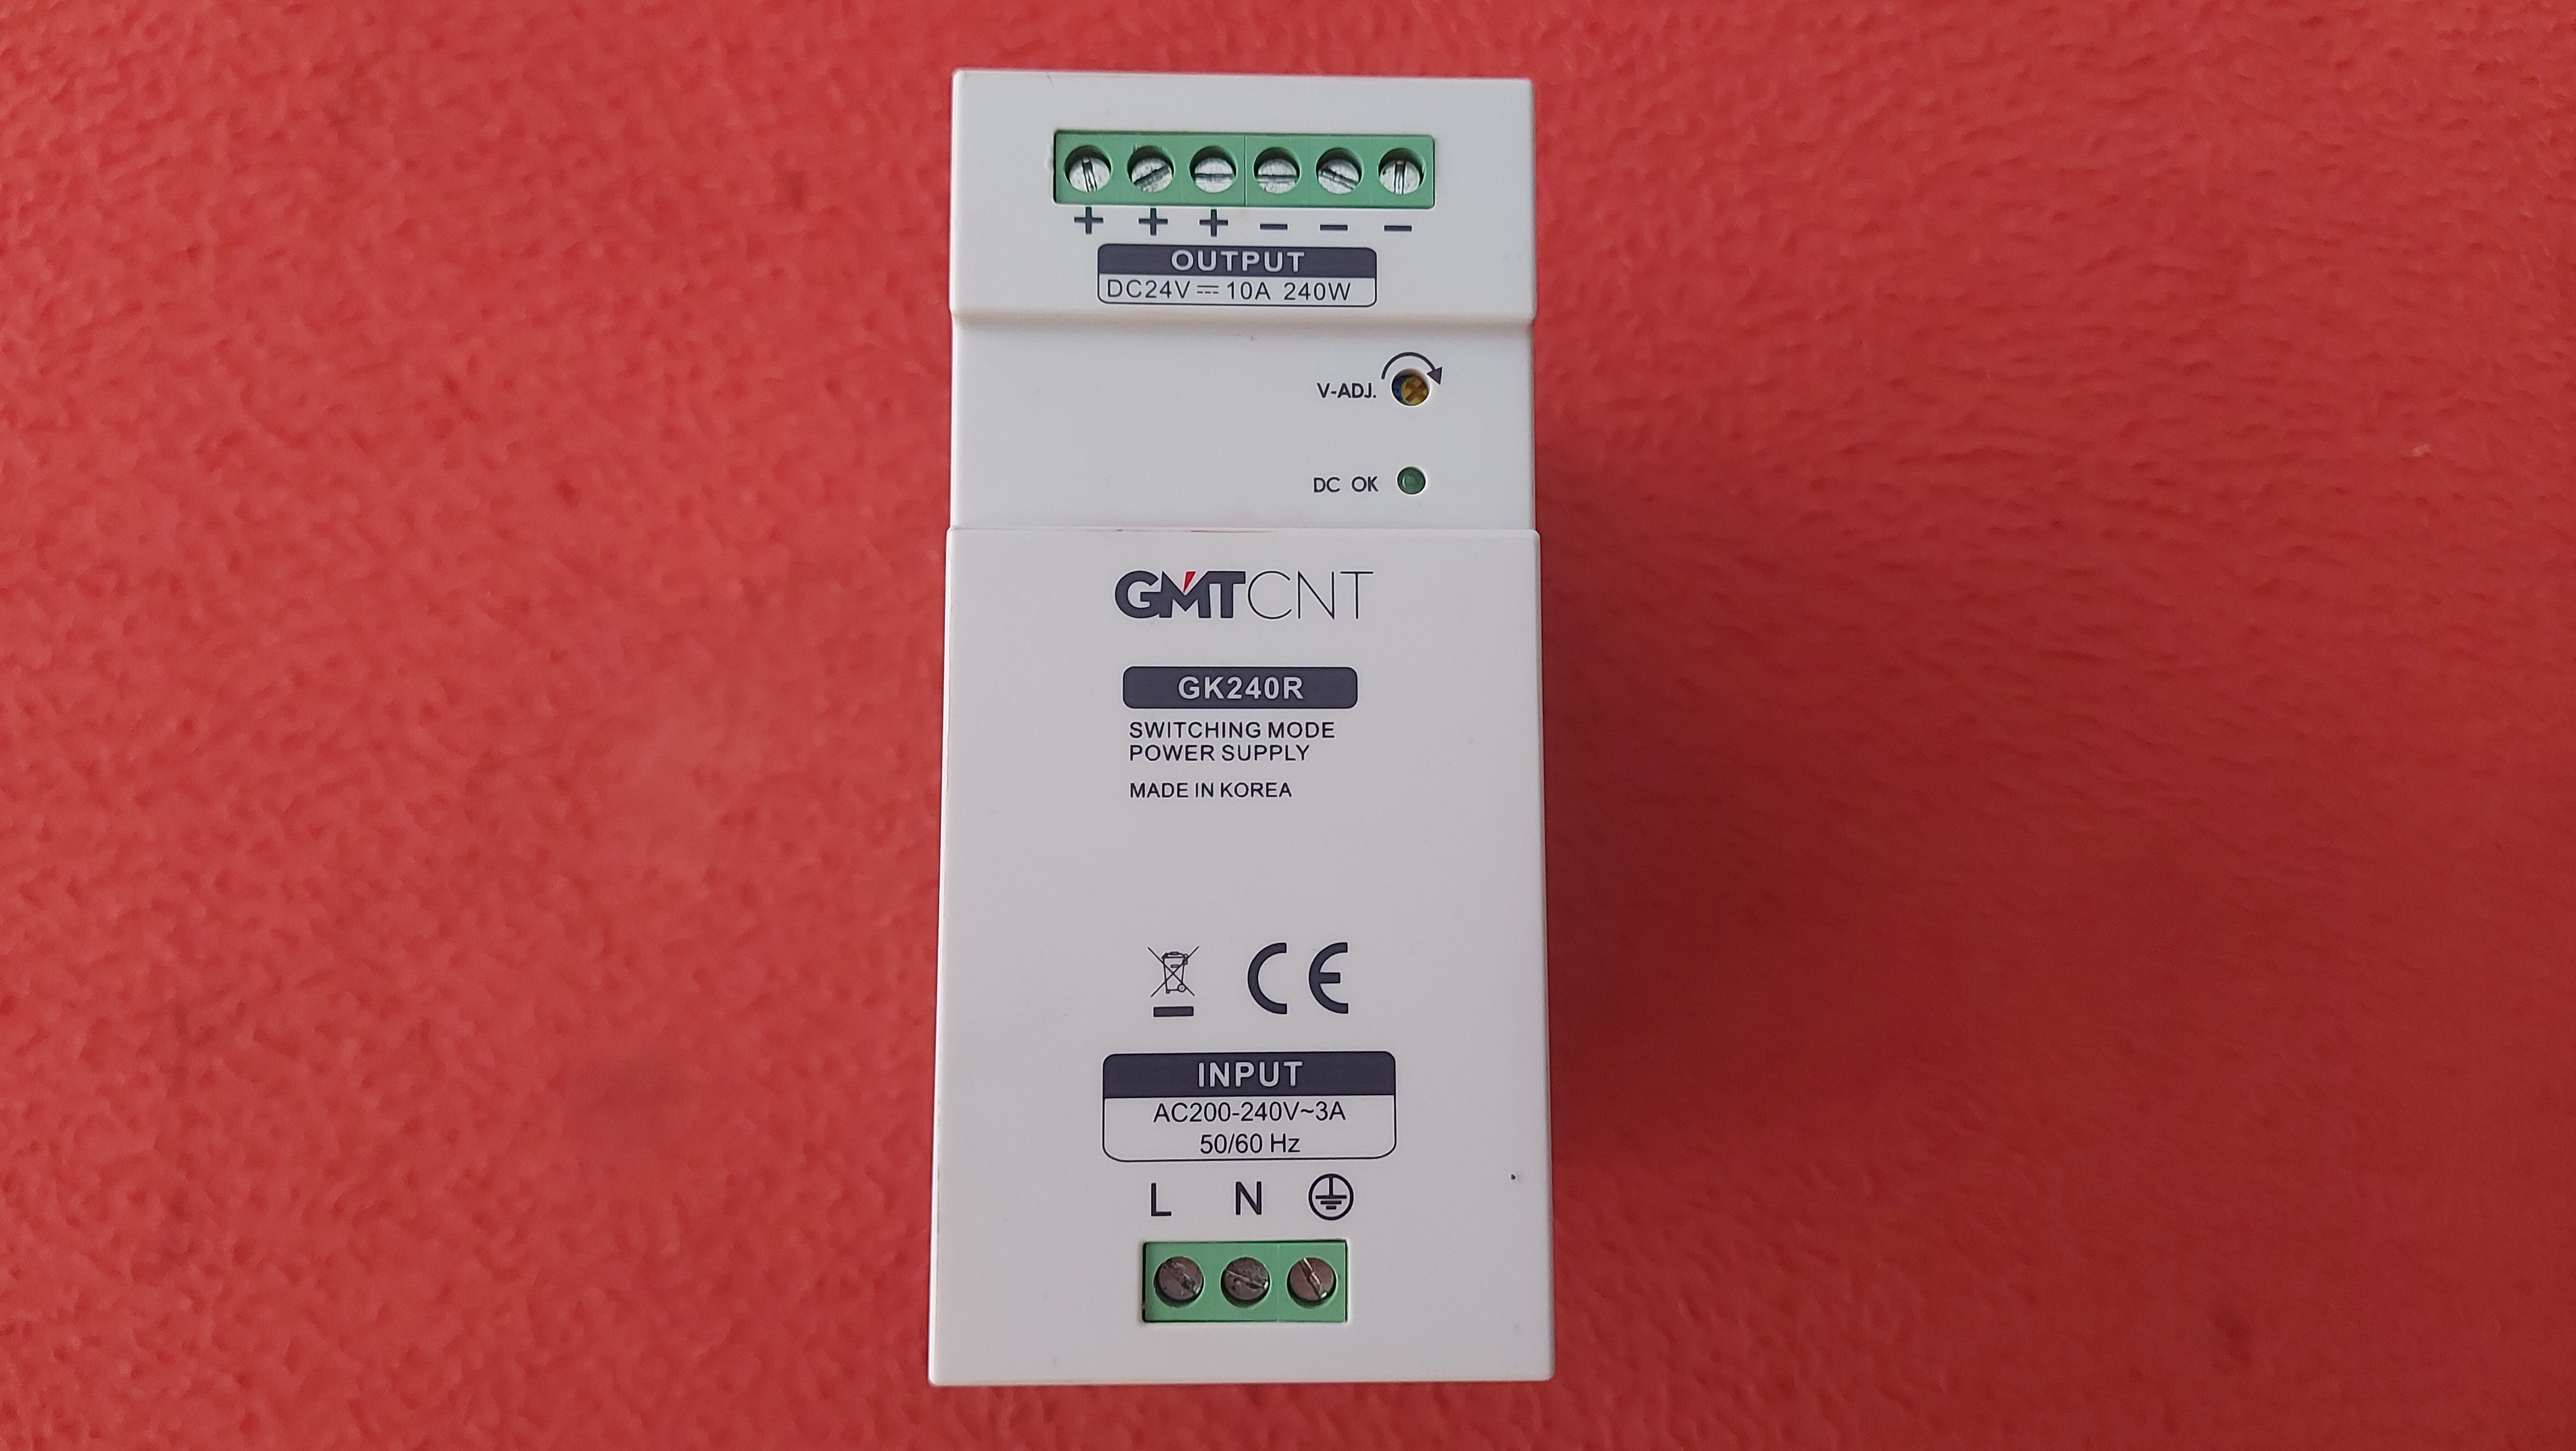 + + + − − −
OUTPUT
DC24V ⎓ 10A 240W
V-ADJ.
DC OK
GMTCNT
GK240R
SWITCHING MODE
POWER SUPPLY
MADE IN KOREA
CE
INPUT
AC200-240V~3A
50/60 Hz
L N